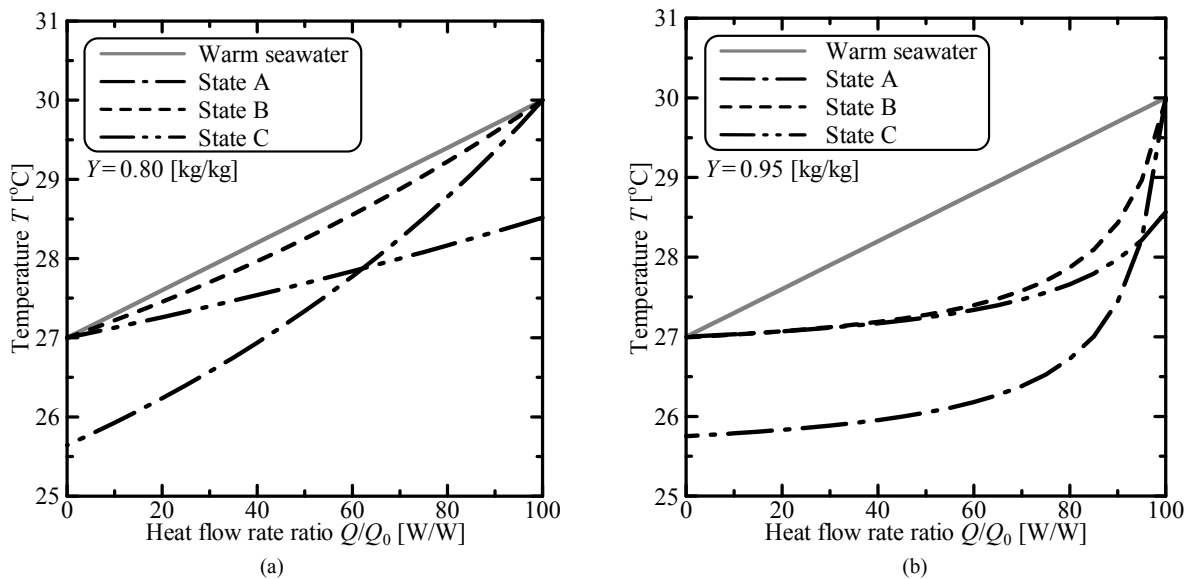 31
30
29
28
27
26
25
Temperature T [°C]
Warm seawater
State A
State B
State C
Y=0.80 [kg/kg]
0 20 40 60 80 100
Heat flow rate ratio Q/Q0 [W/W]
(a)
31
30
29
28
27
26
25
Temperature T [°C]
Warm seawater
State A
State B
State C
Y=0.95 [kg/kg]
0 20 40 60 80 100
Heat flow rate ratio Q/Q0 [W/W]
(b)